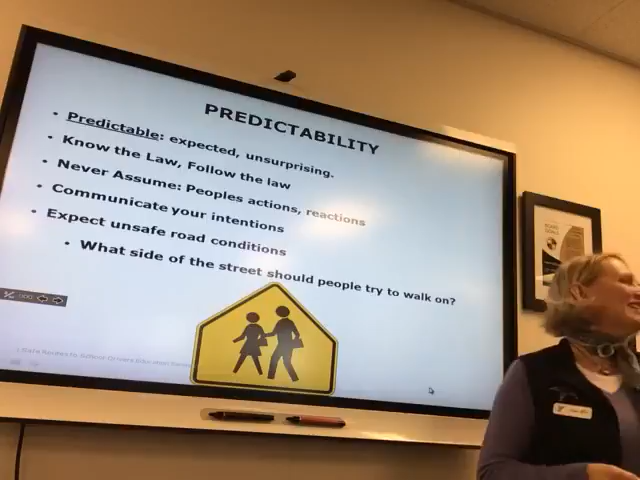 PREDICTABILITY
• Predictable: expected, unsurprising.
• Know the Law, Follow the law
• Never Assume: Peoples actions, reactions
• Communicate your intentions
• Expect unsafe road conditions
• What side of the street should people try to walk on?